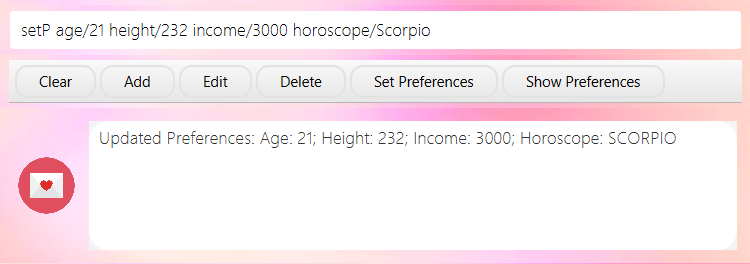 setP age/21 height/232 income/3000 horoscope/Scorpio
Clear Add Edit Delete Set Preferences Show Preferences
Updated Preferences: Age: 21; Height: 232; Income: 3000; Horoscope: SCORPIO